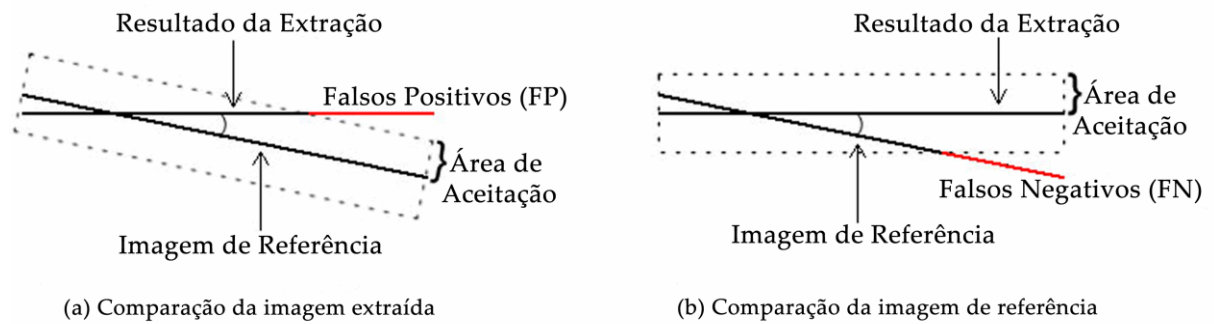 Resultado da Extração
Falsos Positivos (FP)
Área de
Aceitação
Imagem de Referência
(a) Comparação da imagem extraída
Resultado da Extração
Área de
Aceitação
Falsos Negativos (FN)
Imagem de Referência
(b) Comparação da imagem de referência